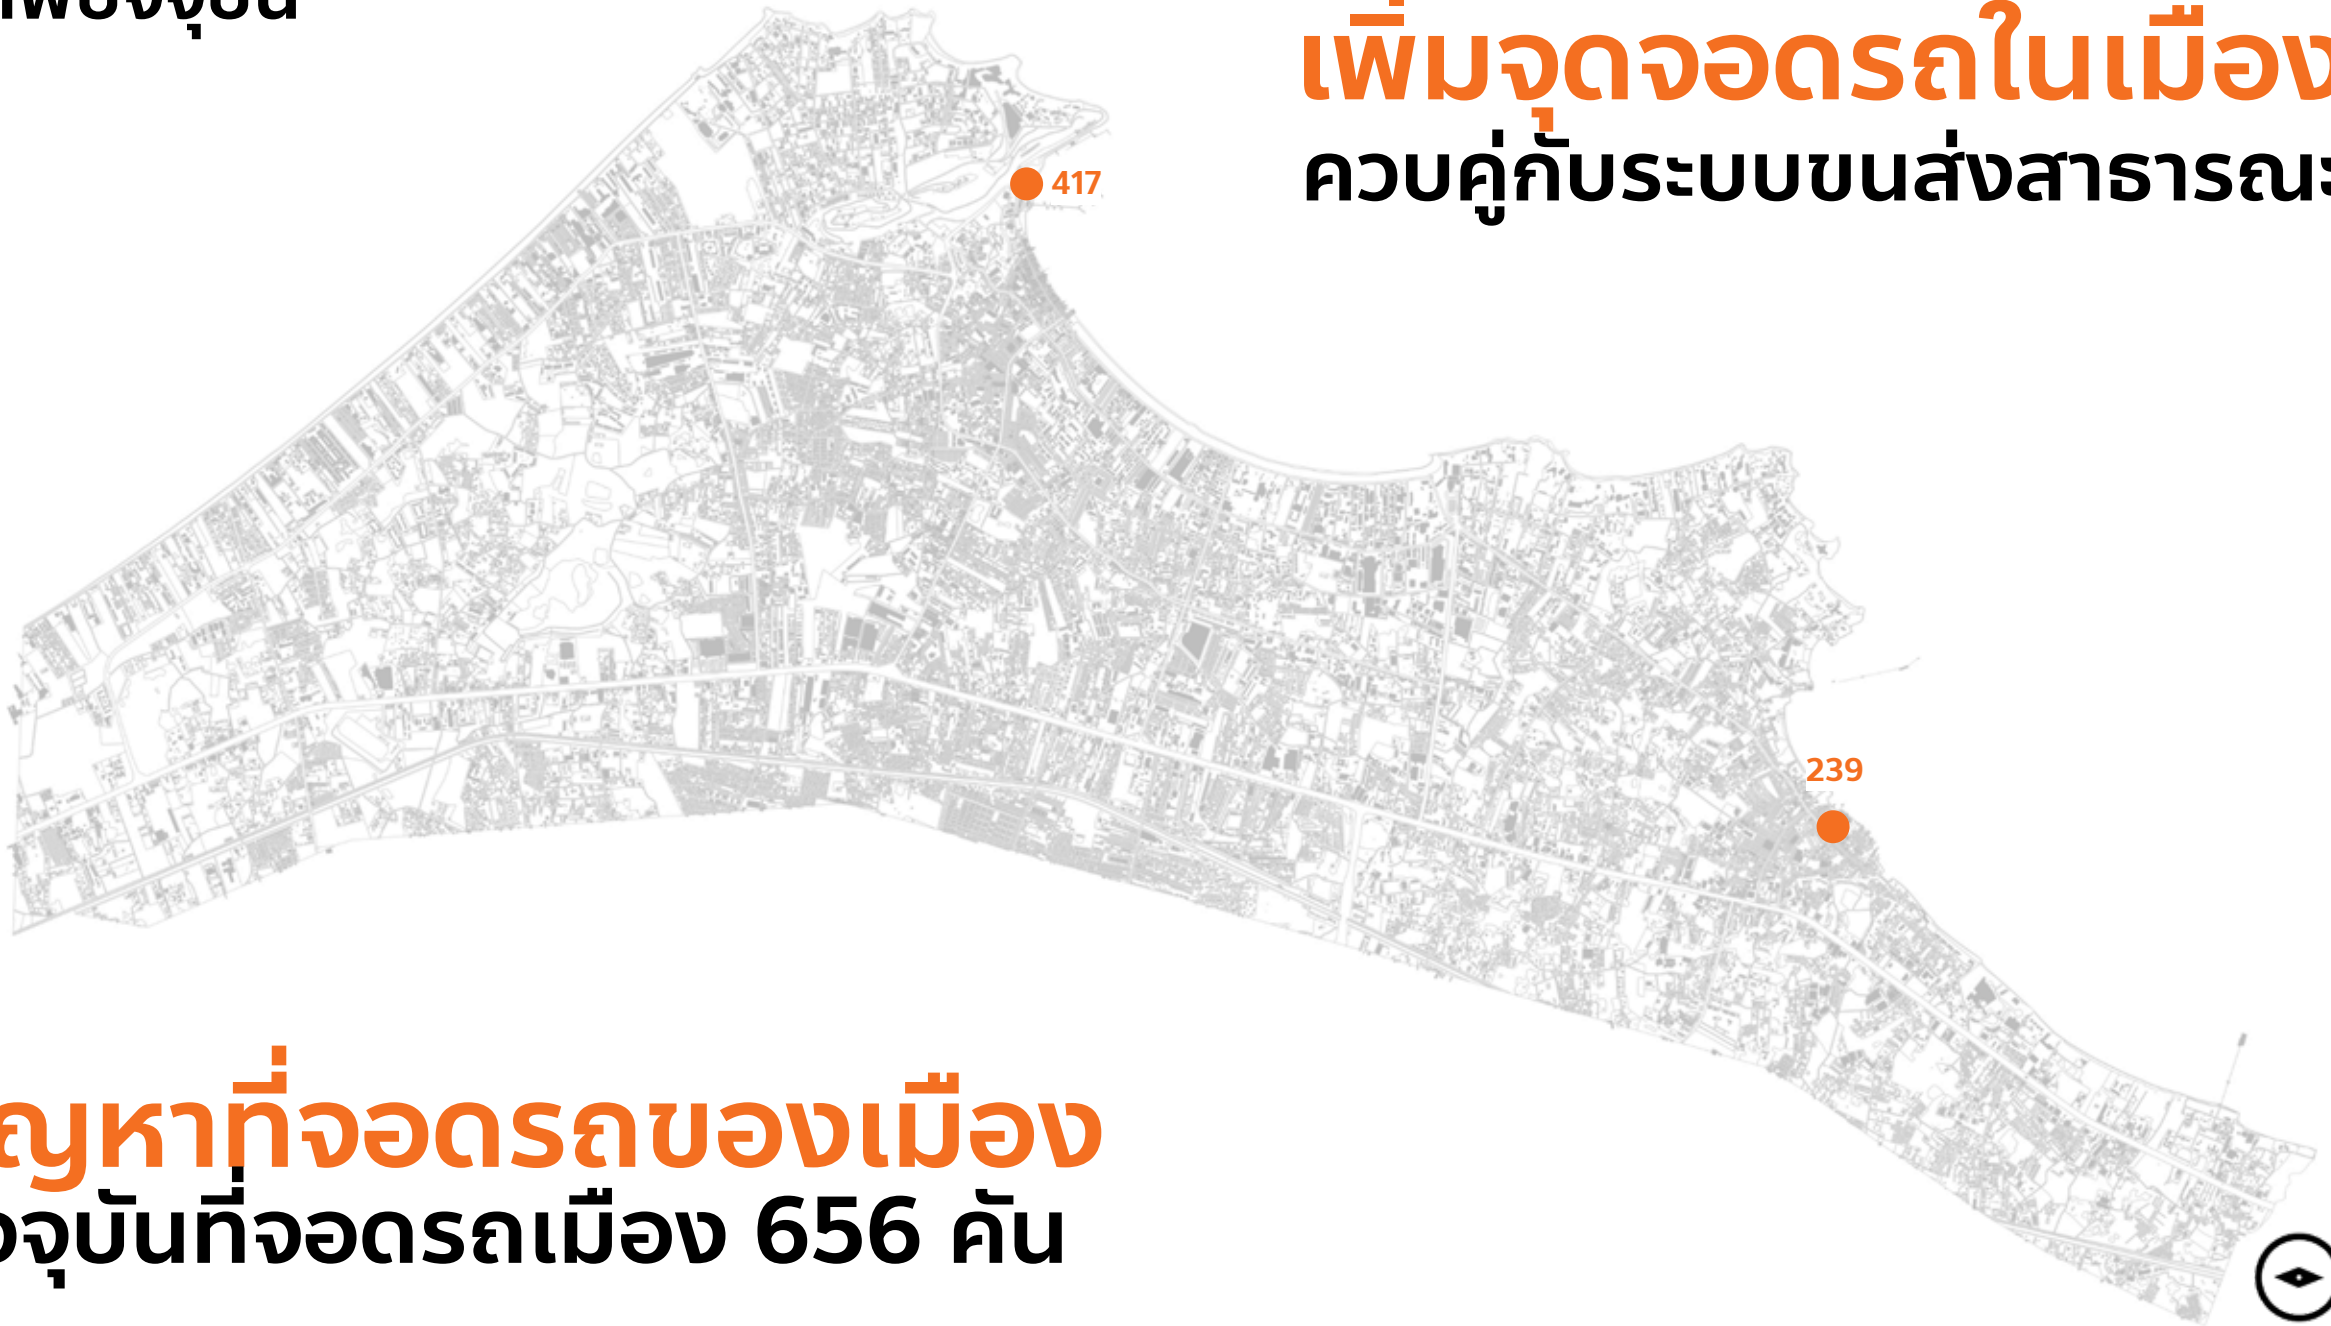 เพิ่มจุดจอดรถในเมือง
ควบคู่กับระบบขนส่งสาธารณะ
417
239
ญหาที่จอดรถของเมือง
จจุบันที่จอดรถเมือง 656 คัน